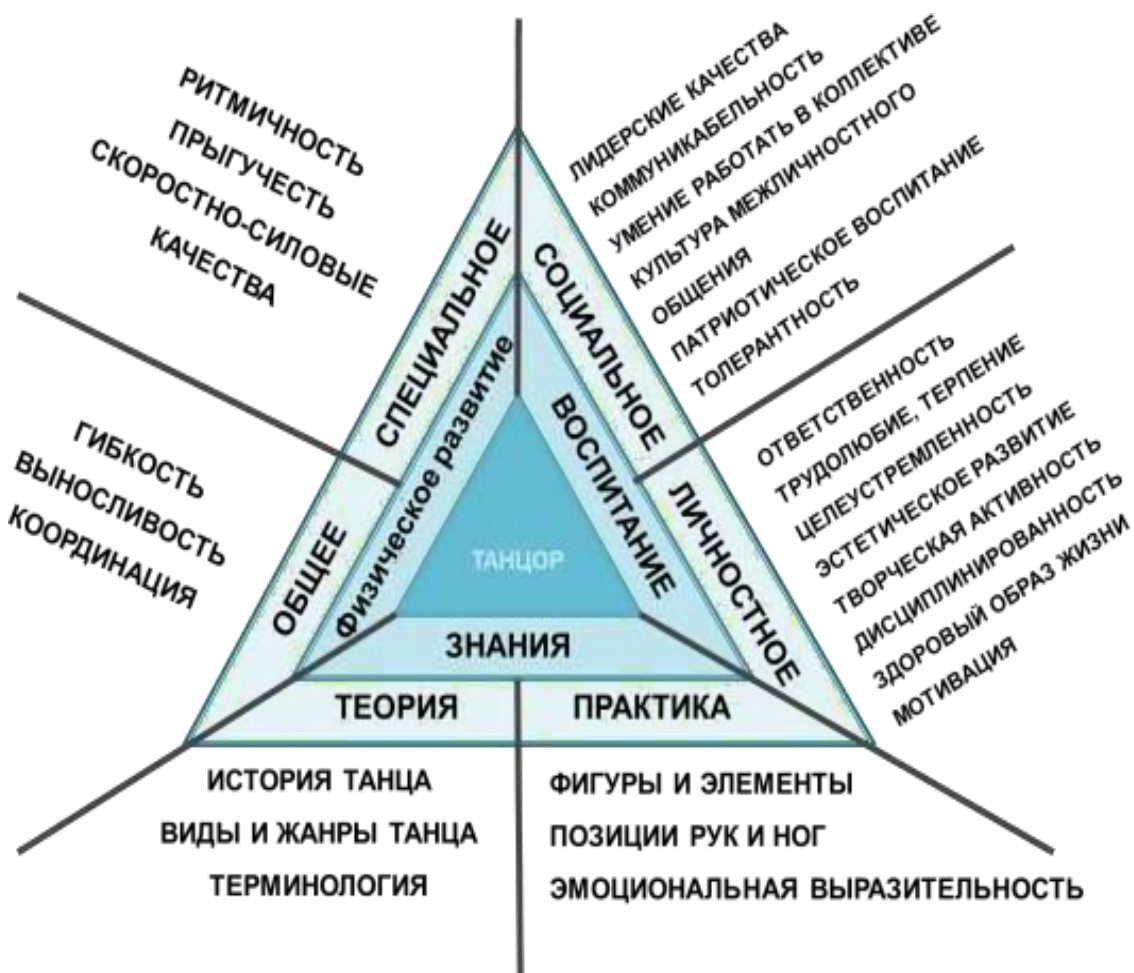 РИТМИЧНОСТЬ
ПРЫГУЧЕСТЬ
СКОРОСТНО-СИЛОВЫЕ
КАЧЕСТВА
ЛИДЕРСКИЕ КАЧЕСТВА
КОММУНИКАБЕЛЬНОСТЬ
УМЕНИЕ РАБОТАТЬ В КОЛЛЕКТИВЕ
КУЛЬТУРА МЕЖЛИЧНОСТНОГО
ОБЩЕНИЯ
ПАТРИОТИЧЕСКОЕ ВОСПИТАНИЕ
ТОЛЕРАНТНОСТЬ
ГИБКОСТЬ
ВЫНОСЛИВОСТЬ
КООРДИНАЦИЯ
ОТВЕТСТВЕННОСТЬ
ТРУДОЛЮБИЕ, ТЕРПЕНИЕ
ЦЕЛЕУСТРЕМЛЕННОСТЬ
ЭСТЕТИЧЕСКОЕ РАЗВИТИЕ
ТВОРЧЕСКАЯ АКТИВНОСТЬ
ДИСЦИПЛИНИРОВАННОСТЬ
ЗДОРОВЫЙ ОБРАЗ ЖИЗНИ
МОТИВАЦИЯ
СПЕЦИАЛЬНОЕ
СОЦИАЛЬНОЕ
ОБЩЕЕ
ЛИЧНОСТНОЕ
Физическое развитие
ВОСПИТАНИЕ
ТАНЦОР
ЗНАНИЯ
ТЕОРИЯ
ПРАКТИКА
ИСТОРИЯ ТАНЦА
ВИДЫ И ЖАНРЫ ТАНЦА
ТЕРМИНОЛОГИЯ
ФИГУРЫ И ЭЛЕМЕНТЫ
ПОЗИЦИИ РУК И НОГ
ЭМОЦИОНАЛЬНАЯ ВЫРАЗИТЕЛЬНОСТЬ